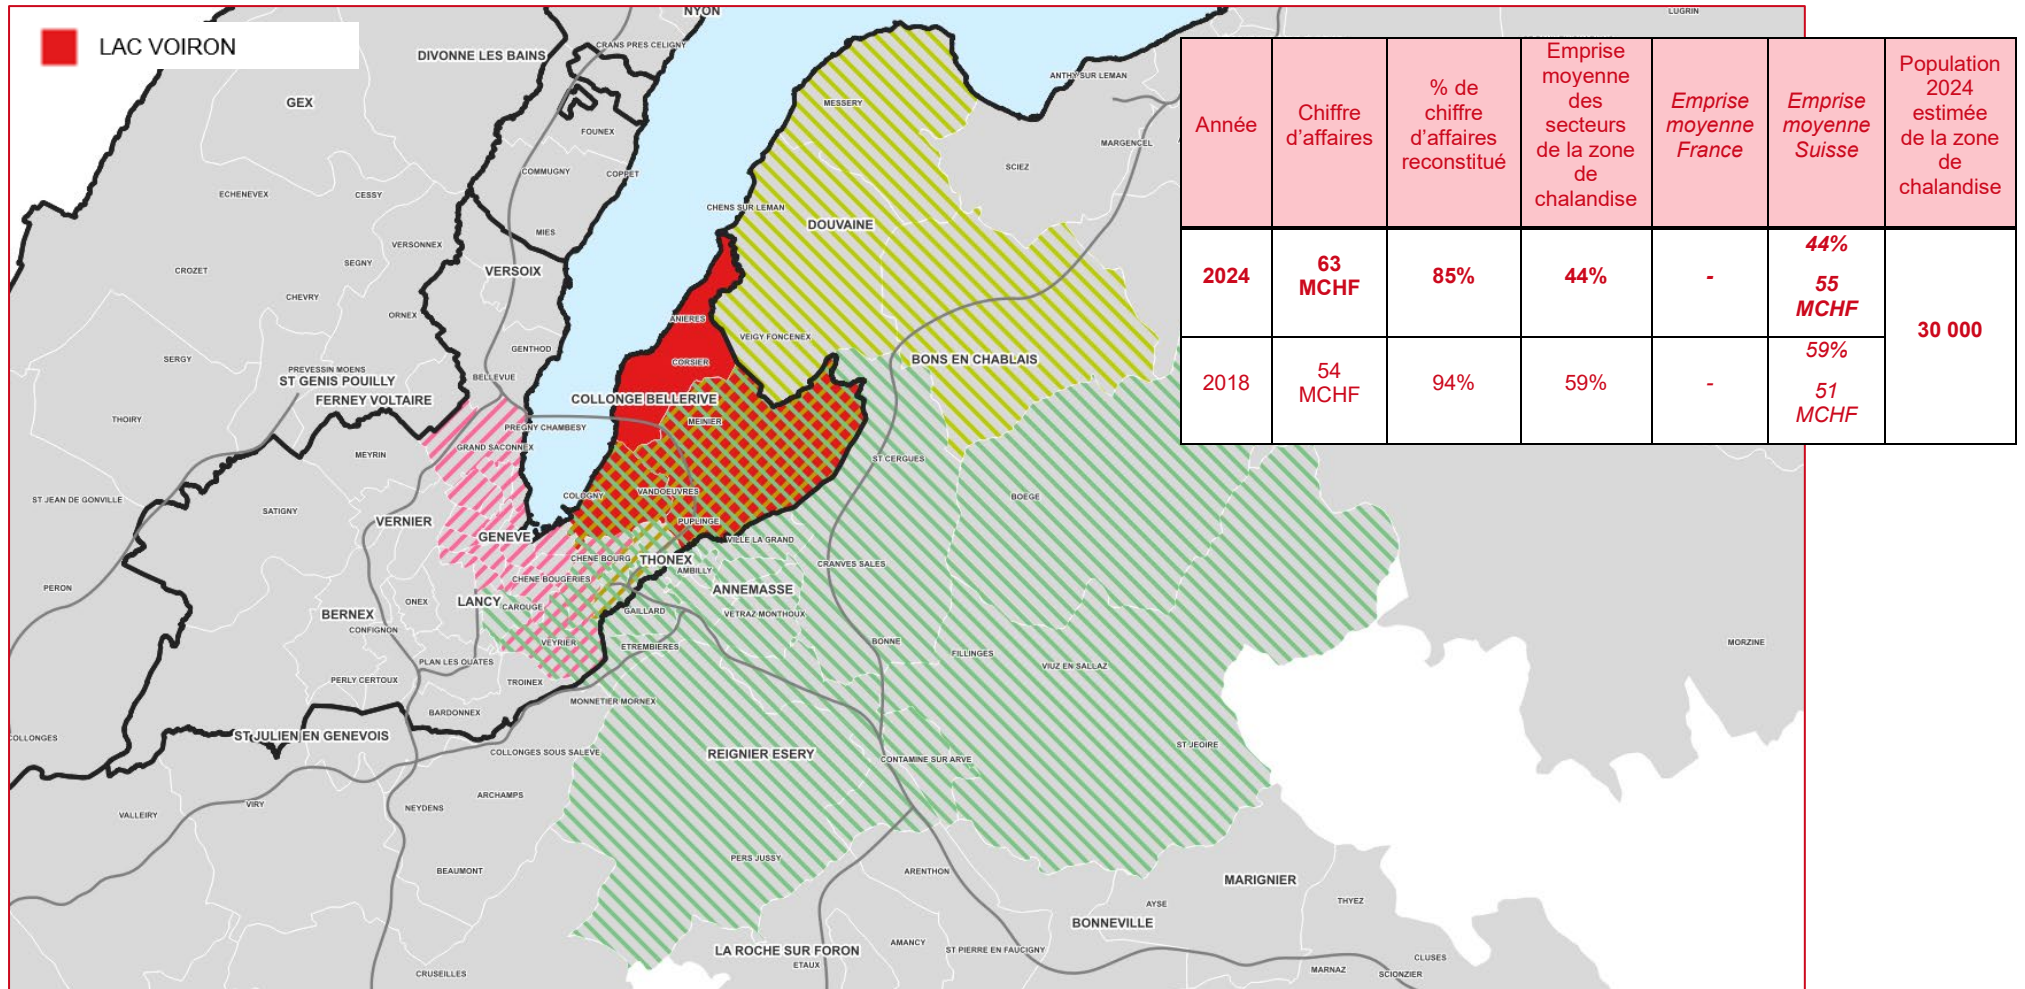 LAC VOIRON
NYON
LUGRIN
CRANS PRES CELIGNY
DIVONNE LES BAINS
ANTHY SUR LEMAN
GEX
MESSERY
FOUNEX
MARGENCEL
SCIEZ
COMMUGNY
COPPET
ECHENEVEX
CESSY
CHENS SUR LEMAN
DOUVAINE
MIES
VERSONNEX
SEGNY
CROZET
VERSOIX
CHEVRY
ORNEX
ANIERES
VEIGY FONCENEX
GENTHOD
SERGY
CORSIER
BONS EN CHABLAIS
PREVESSIN MOENS
ST GENIS POUILLY
BELLEVUE
FERNEY VOLTAIRE
COLLONGE BELLERIVE
THOIRY
MEINIER
PREGNY CHAMBESY
GRAND SACONNEX
MEYRIN
ST CERGUES
ST JEAN DE GONVILLE
COLOGNY
VANDOEUVRES
BOEGE
SATIGNY
VERNIER
PUPLINGE
GENEVE
VILLE LA GRAND
CHENE BOURG
THONEX
CRANVES SALES
AMBILLY
CHENE BOUGERIES
PERON
ANNEMASSE
ONEX
LANCY
CAROUGE
GAILLARD
VETRAZ MONTHOUX
BERNEX
CONFIGNON
VEYRIER
ETREMBIERES
BONNE
MORZINE
FILLINGES
PLAN LES OUATES
VIUZ EN SALLAZ
PERLY CERTOUX
TROINEX
MONNETIER MORNEX
BARDONNEX
ST JULIEN EN GENEVOIS
COLLONGES
COLLONGES SOUS SALEVE
REIGNIER ESERY
ST JEOIRE
CONTAMINE SUR ARVE
ARCHAMPS
VIRY
NEYDENS
VALLEIRY
PERS JUSSY
BEAUMONT
ARENTHON
MARIGNIER
THYEZ
AYSE
BONNEVILLE
AMANCY
LA ROCHE SUR FORON
ST PIERRE EN FAUCIGNY
ETAUX
CLUSES
MARNAZ
SCIONZIER
CRUSEILLES
Année
Chiffre
d’affaires
% de
chiffre
d’affaires
reconstitué
Emprise
moyenne
des
secteurs
de la zone
de
chalandise
Emprise
moyenne
France
Emprise
moyenne
Suisse
Population
2024
estimée
de la zone
de
chalandise
2024
63
MCHF
85%
44%
-
44%
55
MCHF
30 000
2018
54
MCHF
94%
59%
-
59%
51
MCHF